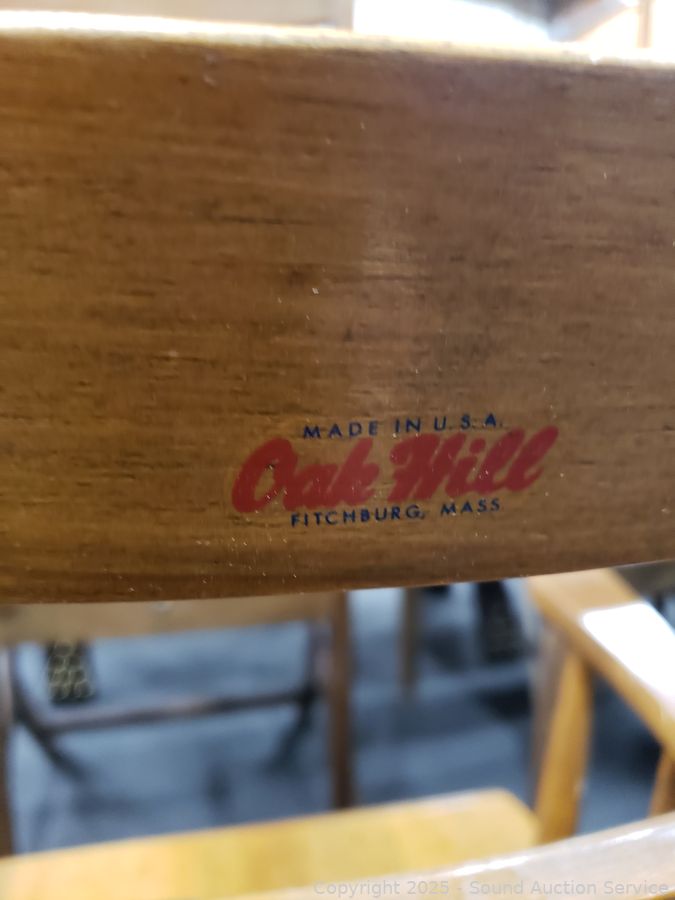 MADE IN U.S.A.
Oak Hill
FITCHBURG, MASS
Copyright 2025 - Sound Auction Service